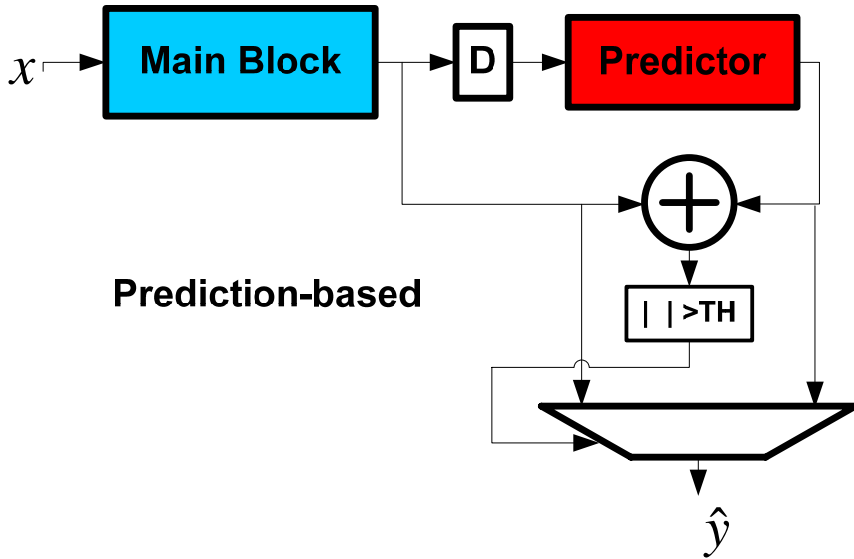 x
Main Block
D
Predictor
+
Prediction-based
| | >TH
ŷ